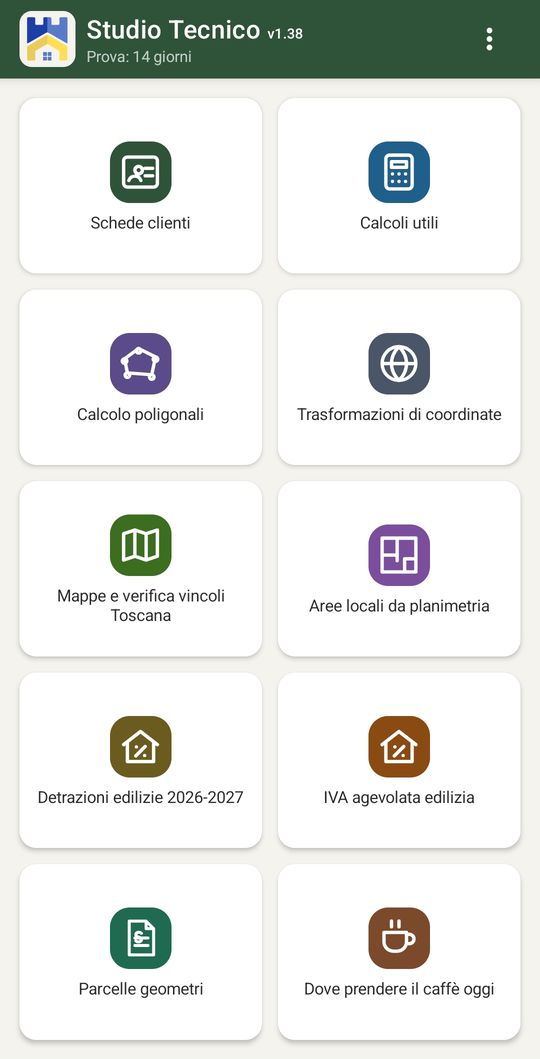 Studio Tecnico v1.38
Prova: 14 giorni
Schede clienti
Calcoli utili
Calcolo poligonali
Trasformazioni di coordinate
Mappe e verifica vincoli
Toscana
Aree locali da planimetria
Detrazioni edilizie 2026-2027
IVA agevolata edilizia
Parcelle geometri
Dove prendere il caffè oggi